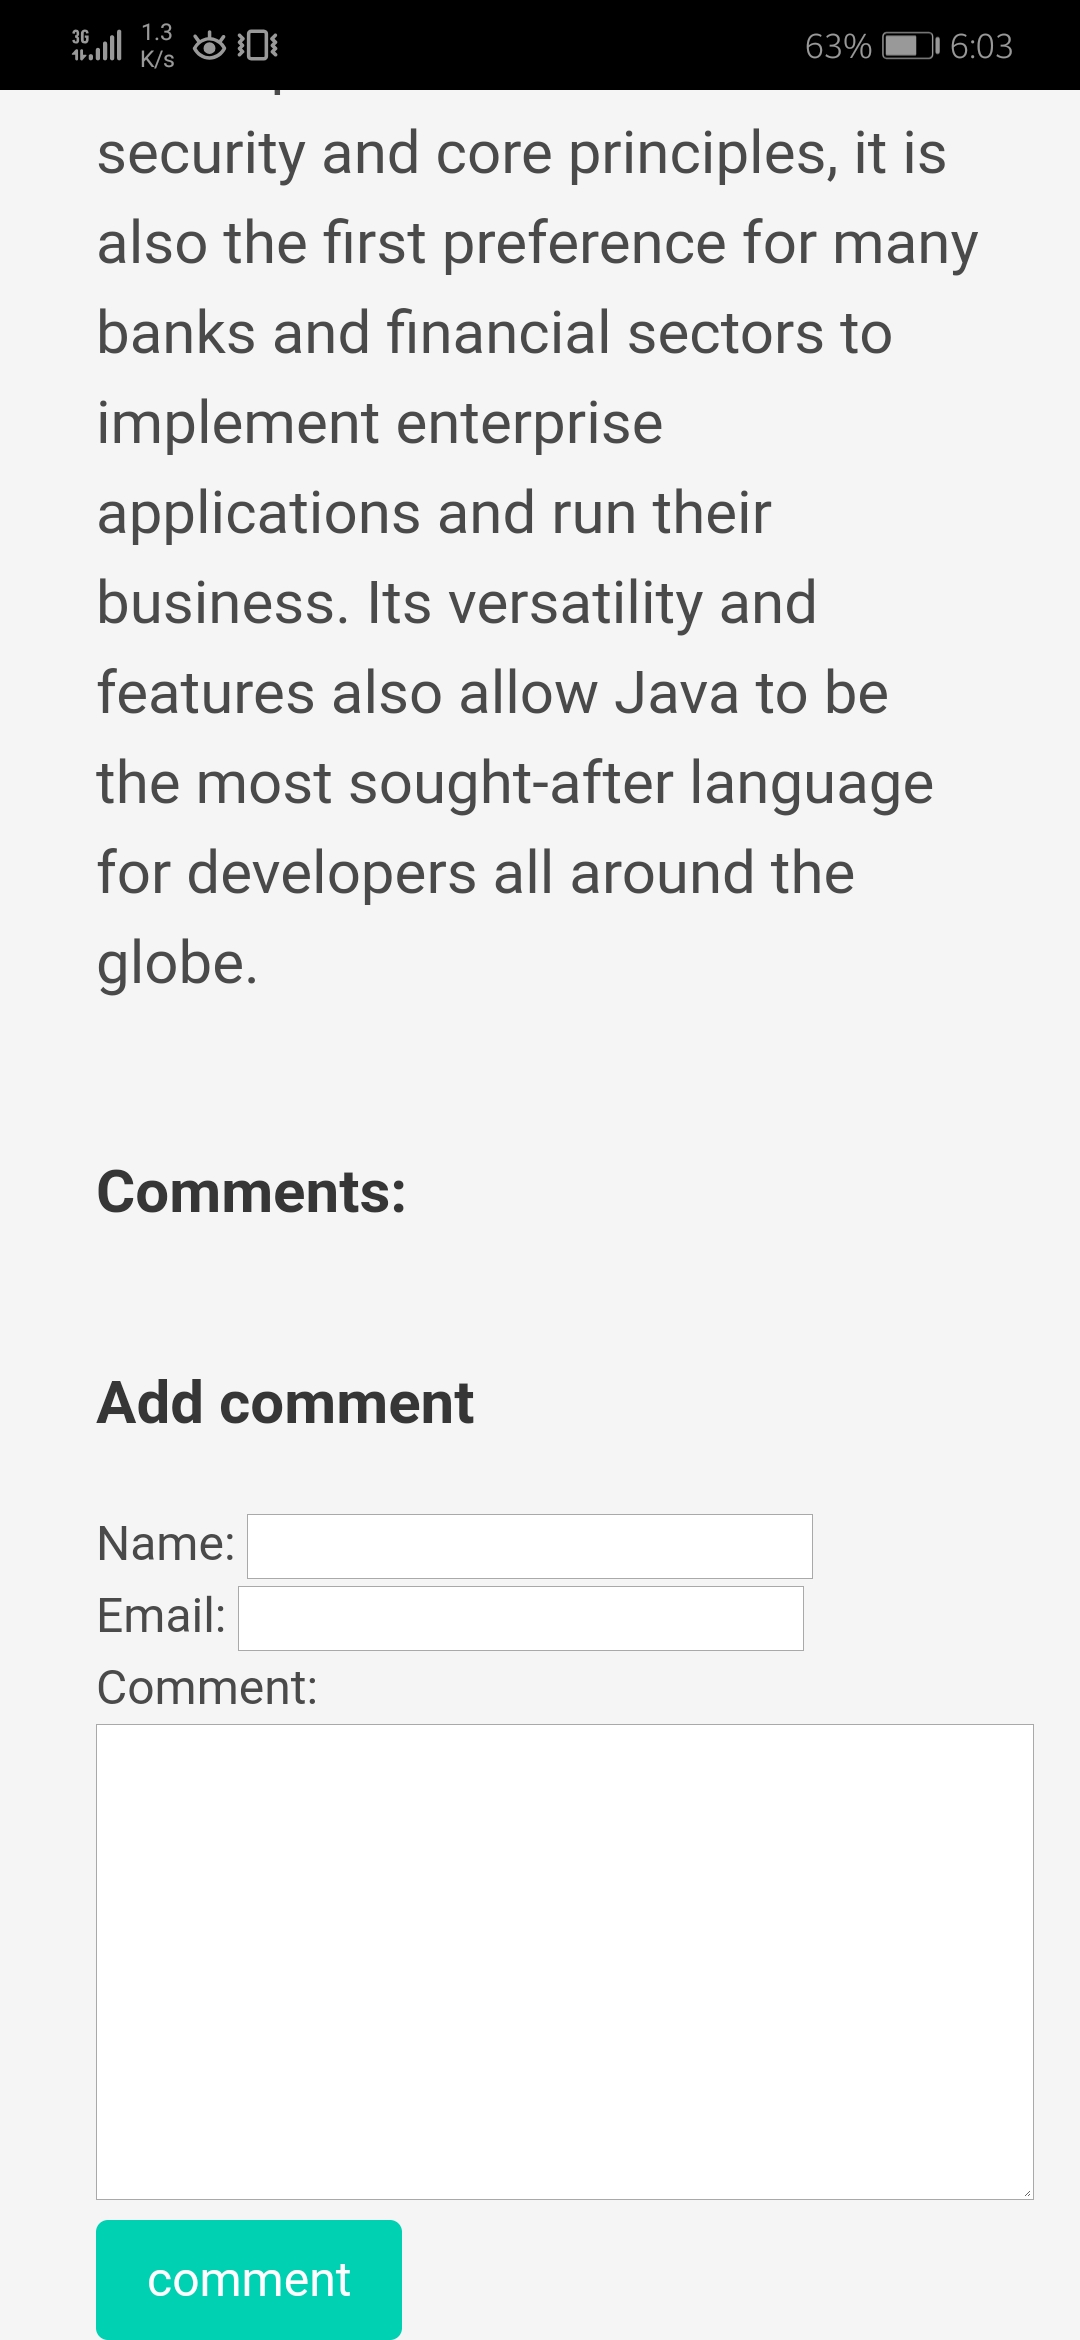 3G 1.3 K/s 63% 6:03
security and core principles, it is
also the first preference for many
banks and financial sectors to
implement enterprise
applications and run their
business. Its versatility and
features also allow Java to be
the most sought-after language
for developers all around the
globe.
Comments:
Add comment
Name:
Email:
Comment:
comment